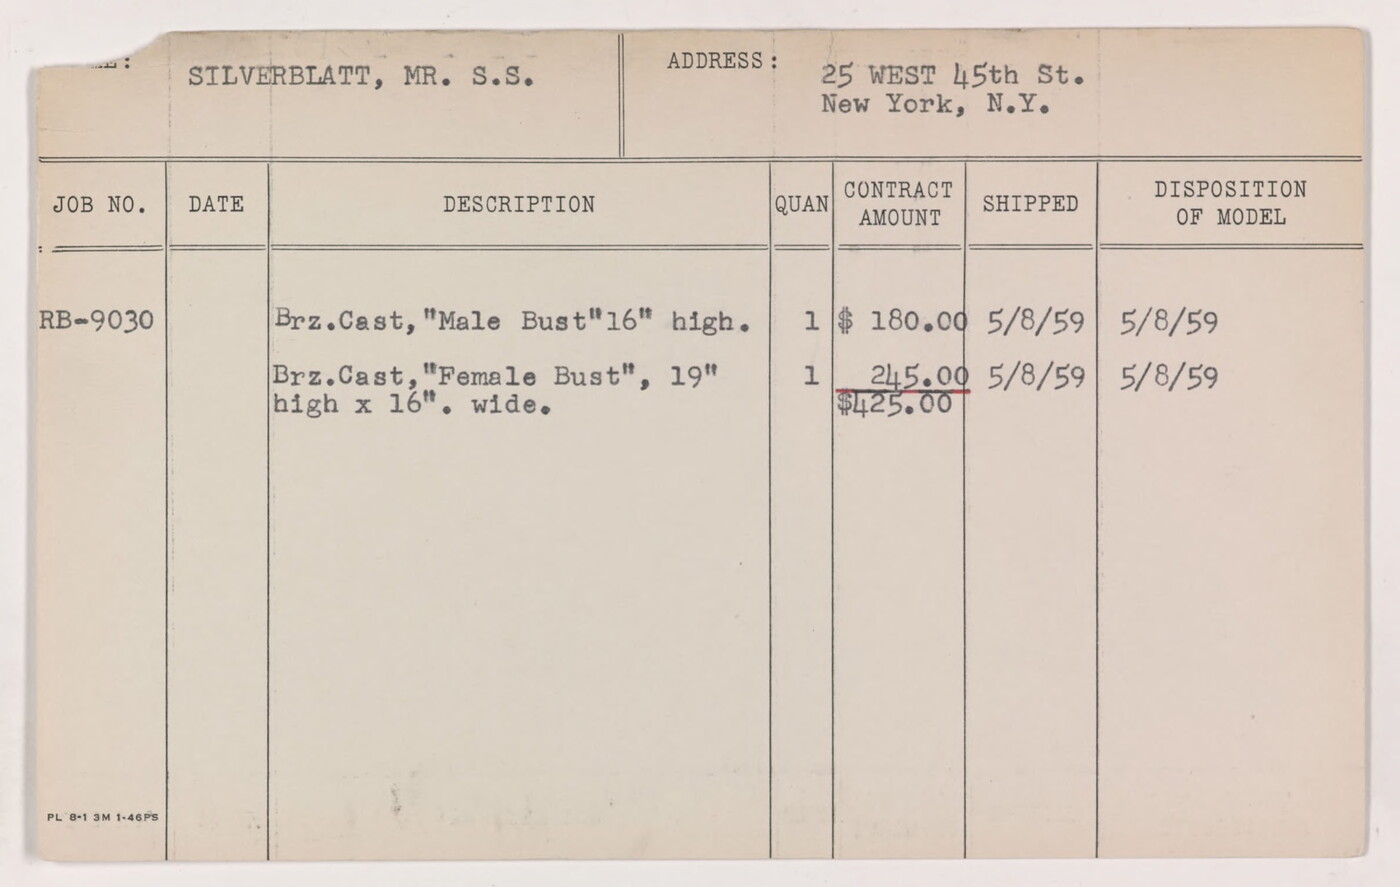 SILVERBLATT, MR. S.S. ADDRESS: 25 WEST 45th St.
New York, N.Y.
JOB NO. DATE DESCRIPTION QUAN CONTRACT AMOUNT SHIPPED DISPOSITION OF MODEL
RB-9030 Brz.Cast,"Male Bust"16" high. 1 $ 180.00 5/8/59 5/8/59
Brz.Cast,"Female Bust", 19" 1 245.00 5/8/59 5/8/59
high x 16". wide. $425.00
PL 8-1 3M 1-46PS